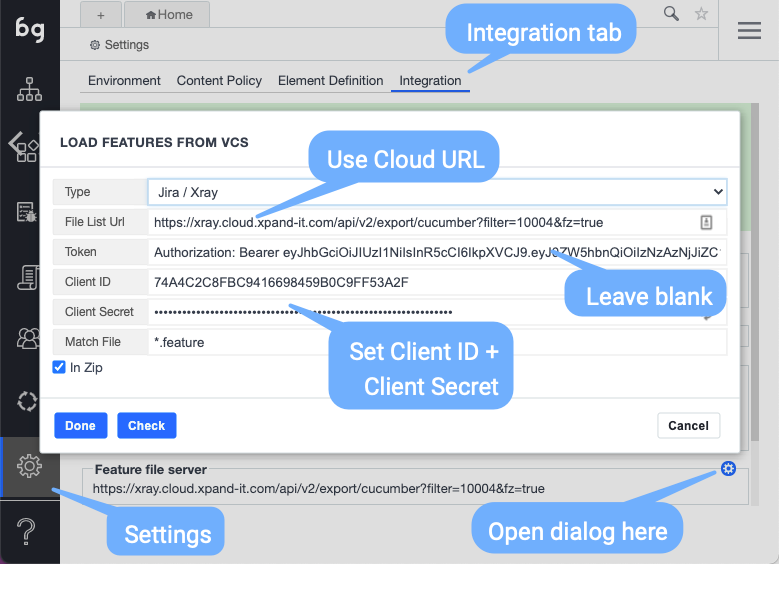 bg
+
Home
Integration tab
Settings
Environment Content Policy Element Definition Integration
LOAD FEATURES FROM VCS
Use Cloud URL
Type Jira / Xray
File List Url https://xray.cloud.xpand-it.com/api/v2/export/cucumber?filter=10004&fz=true
Token Authorization: Bearer
Client ID 74A4C2C8FBC9416698459B0C9FF53A2F
Leave blank
Client Secret ••••••••••••••••••••••••••••••••••••••••••••••••••••••••••••••••
Match File *.feature
Set Client ID +
Client Secret
In Zip
Done Check Cancel
Feature file server
https://xray.cloud.xpand-it.com/api/v2/export/cucumber?filter=10004&fz=true
Settings
Open dialog here
?